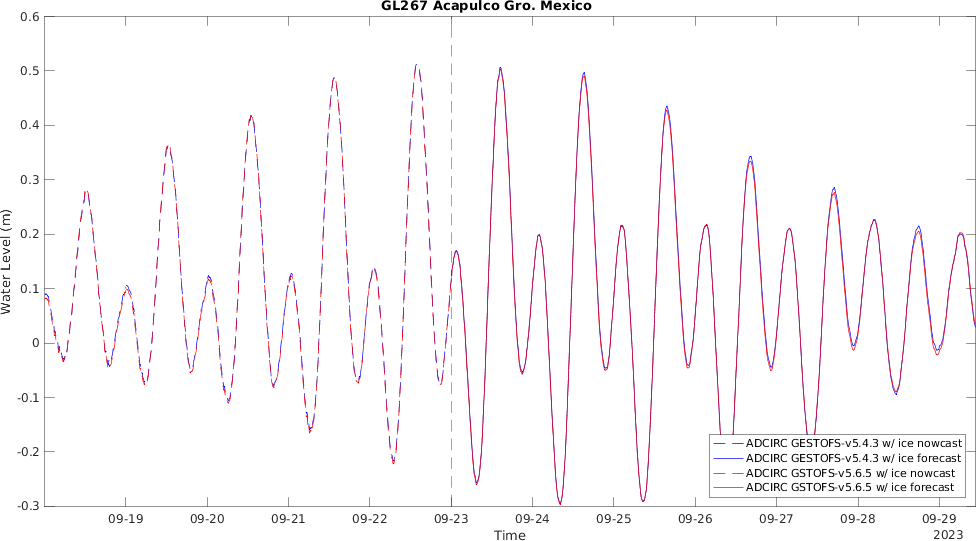 GL267 Acapulco Gro. Mexico
0.6
0.5
0.4
0.3
0.2
0.1
0
-0.1
-0.2
-0.3
Water Level (m)
ADCIRC GESTOFS-v5.4.3 w/ ice nowcast
ADCIRC GESTOFS-v5.4.3 w/ ice forecast
ADCIRC GSTOFS-v5.6.5 w/ ice nowcast
ADCIRC GSTOFS-v5.6.5 w/ ice forecast
09-19 09-20 09-21 09-22 09-23 09-24 09-25 09-26 09-27 09-28 09-29
Time 2023